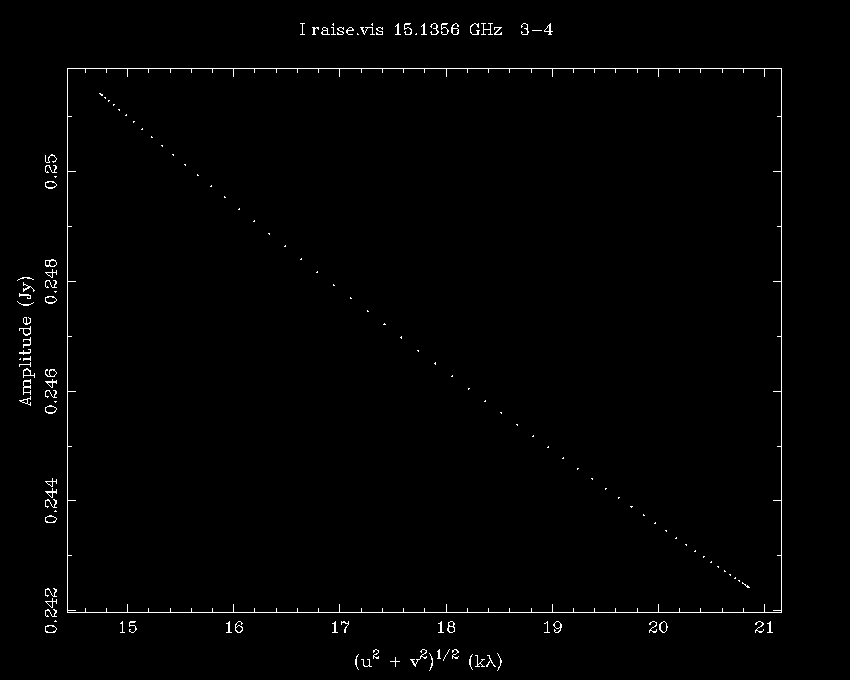 I raise.vis 15.1356 GHz 3−4
Amplitude (Jy)
0.25
0.248
0.246
0.244
0.242
15 16 17 18 19 20 21
(u² + v²)¹/² (kλ)